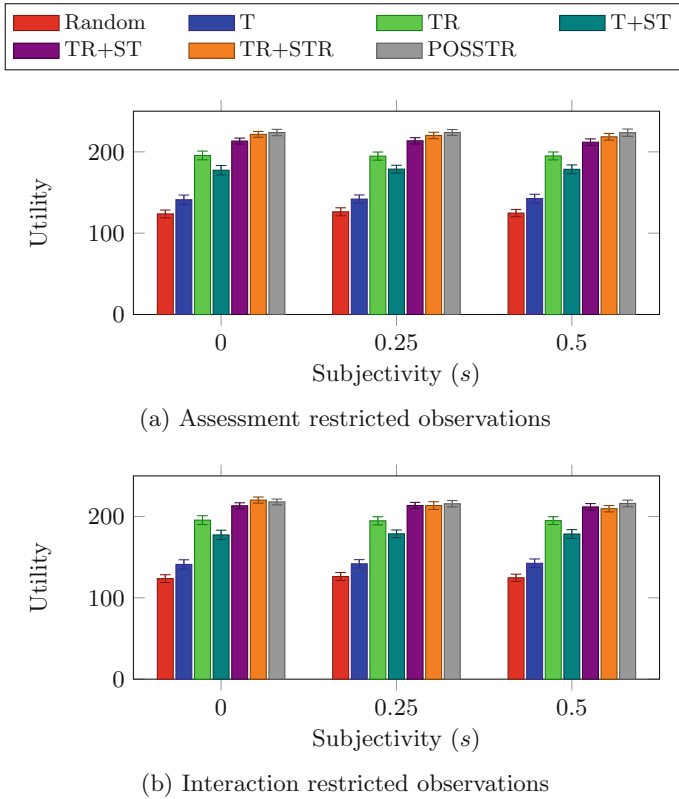 Random T TR T+ST
TR+ST TR+STR POSSTR
200
100
0
Utility
0 0.25 0.5
Subjectivity (s)
(a) Assessment restricted observations
200
100
0
Utility
0 0.25 0.5
Subjectivity (s)
(b) Interaction restricted observations